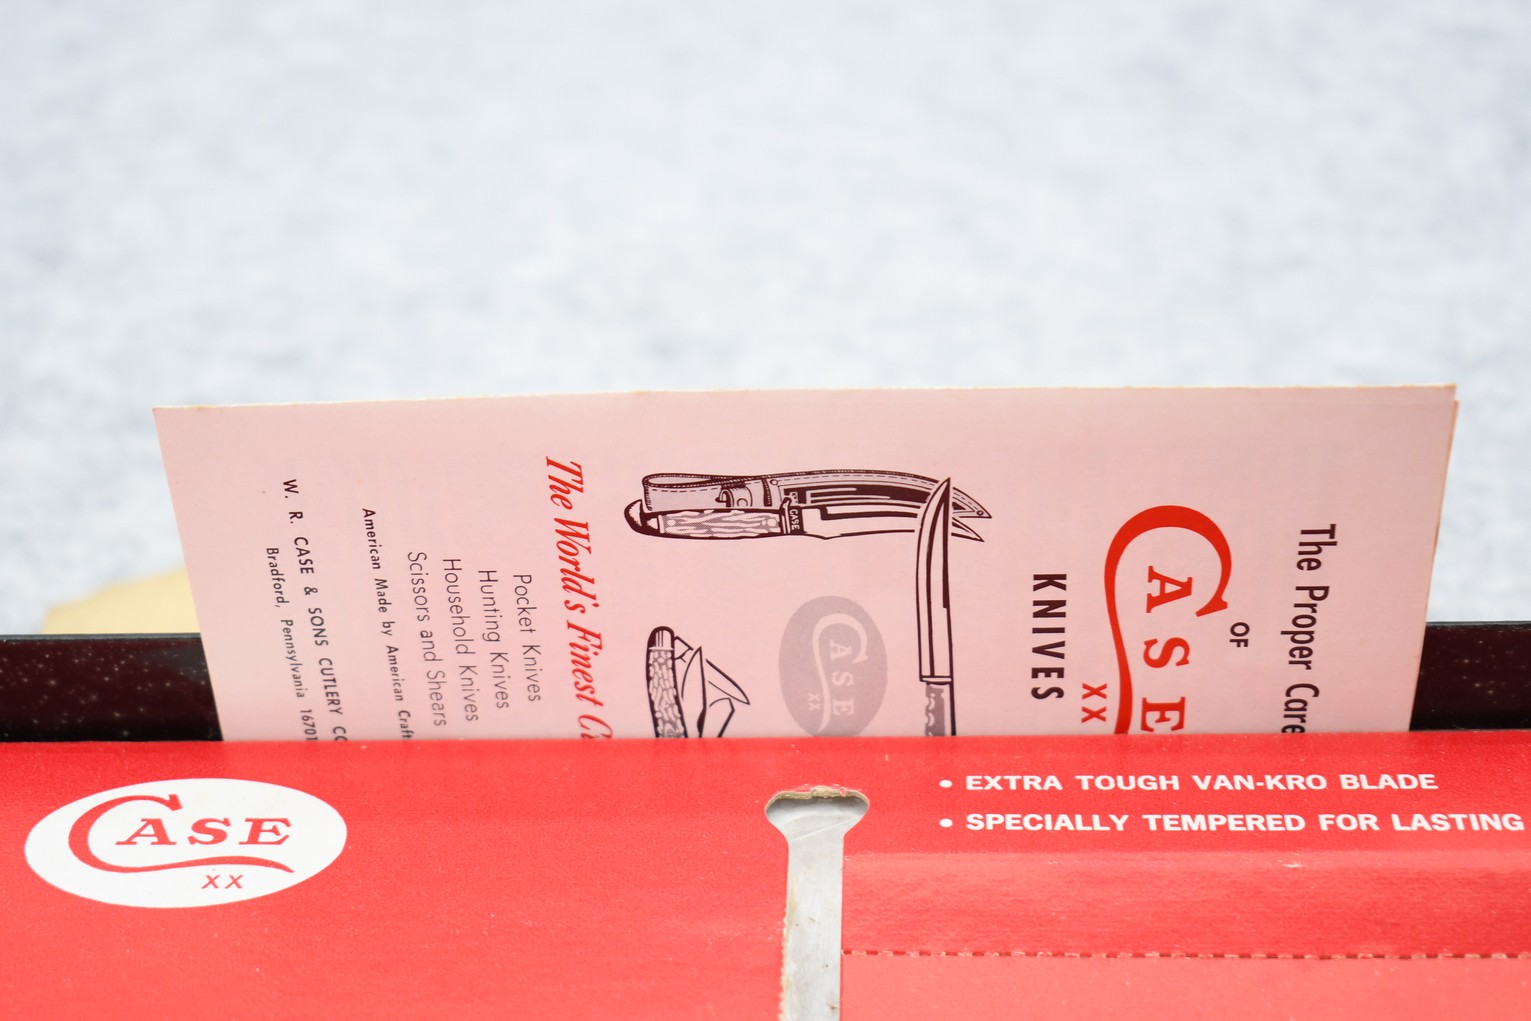 The Proper Care
OF
CASE
XX
KNIVES
CASE
CASE
XX
The World's Finest
Pocket Knives
Hunting Knives
Household Knives
Scissors and Shears
American Made by American
W. R. CASE & SONS CUTLERY
Bradford, Pennsylvania 16701
CASE
XX
• EXTRA TOUGH VAN-KRO BLADE
• SPECIALLY TEMPERED FOR LASTING